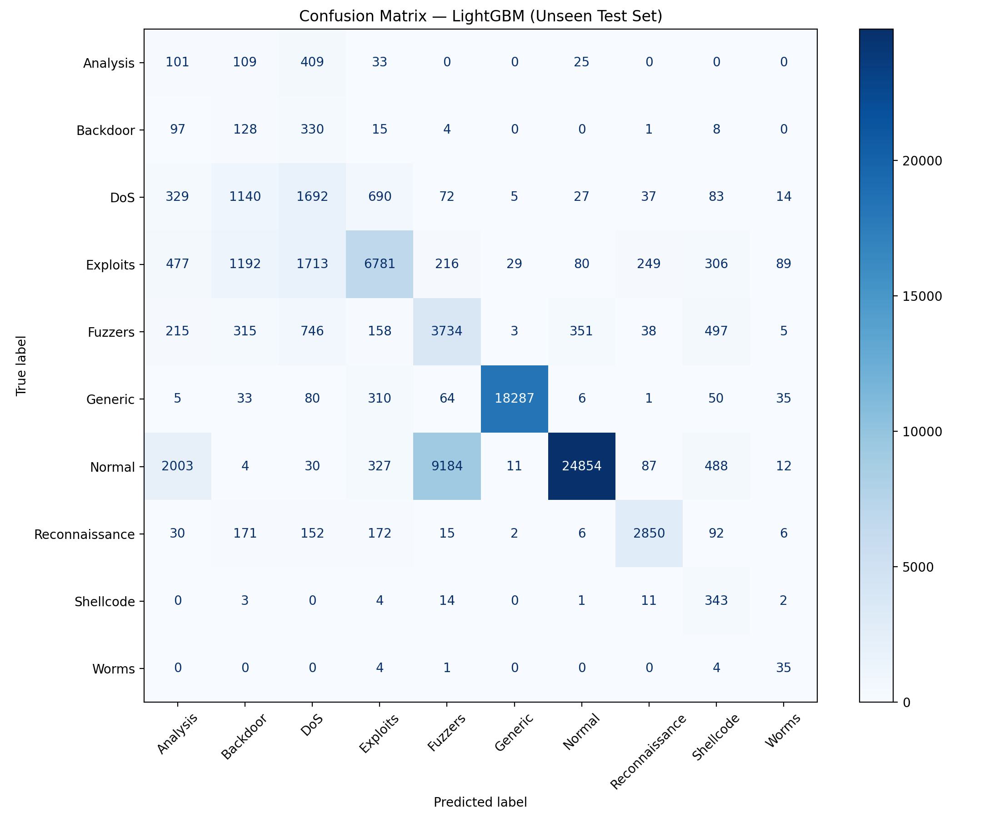 Confusion Matrix — LightGBM (Unseen Test Set)
Analysis 101 109 409 33 0 0 25 0 0 0
Backdoor 97 128 330 15 4 0 0 1 8 0
DoS 329 1140 1692 690 72 5 27 37 83 14
Exploits 477 1192 1713 6781 216 29 80 249 306 89
Fuzzers 215 315 746 158 3734 3 351 38 497 5
Generic 5 33 80 310 64 18287 6 1 50 35
Normal 2003 4 30 327 9184 11 24854 87 488 12
Reconnaissance 30 171 152 172 15 2 6 2850 92 6
Shellcode 0 3 0 4 14 0 1 11 343 2
Worms 0 0 0 4 1 0 0 0 4 35
True label
Analysis Backdoor DoS Exploits Fuzzers Generic Normal Reconnaissance Shellcode Worms
Predicted label
20000
15000
10000
5000
0